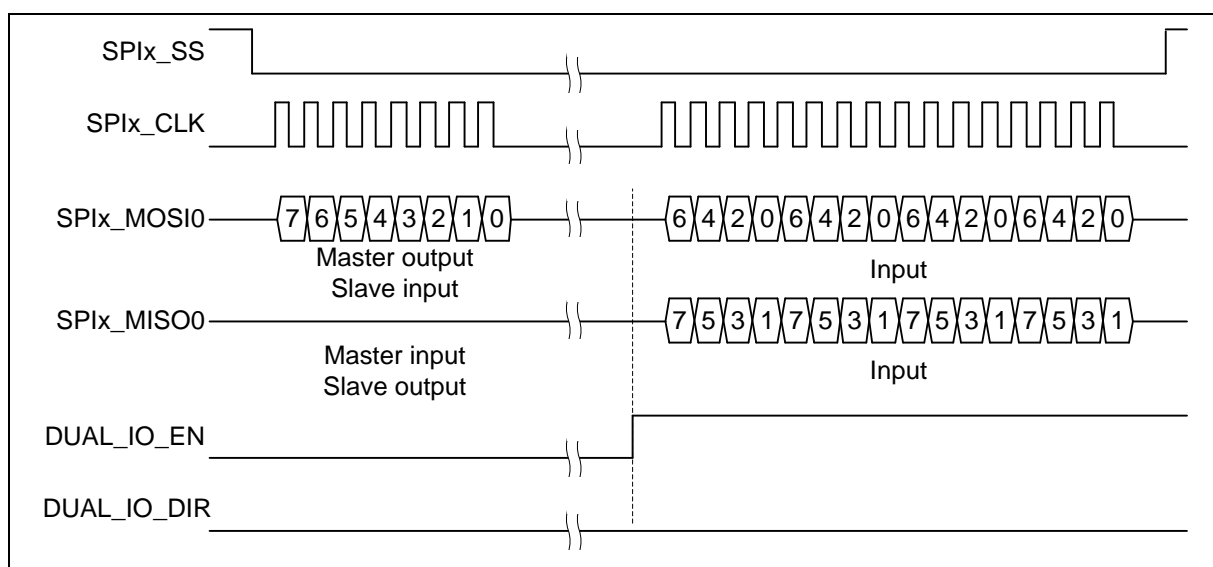 SPIx_SS
SPIx_CLK
SPIx_MOSI0 7 6 5 4 3 2 1 0 6 4 2 0 6 4 2 0 6 4 2 0 6 4 2 0
Master output
Slave input
Input
SPIx_MISO0 7 5 3 1 7 5 3 1 7 5 3 1 7 5 3 1
Master input
Slave output
Input
DUAL_IO_EN
DUAL_IO_DIR